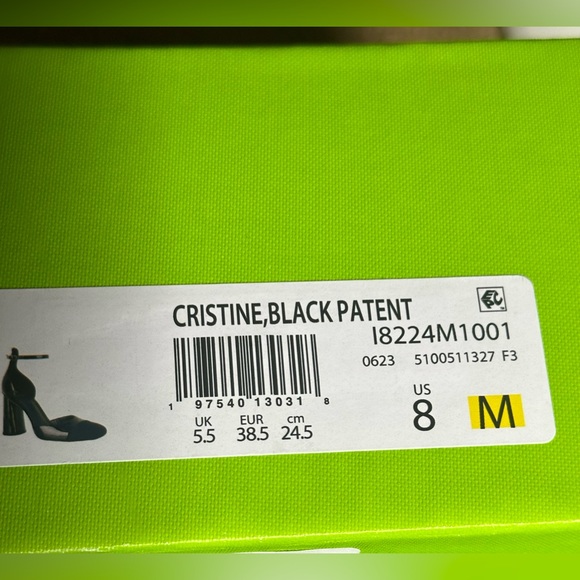 CRISTINE,BLACK PATENT
I8224M1001
0623 5100511327 F3
1 97540 13031 8
US
8 M
UK EUR cm
5.5 38.5 24.5